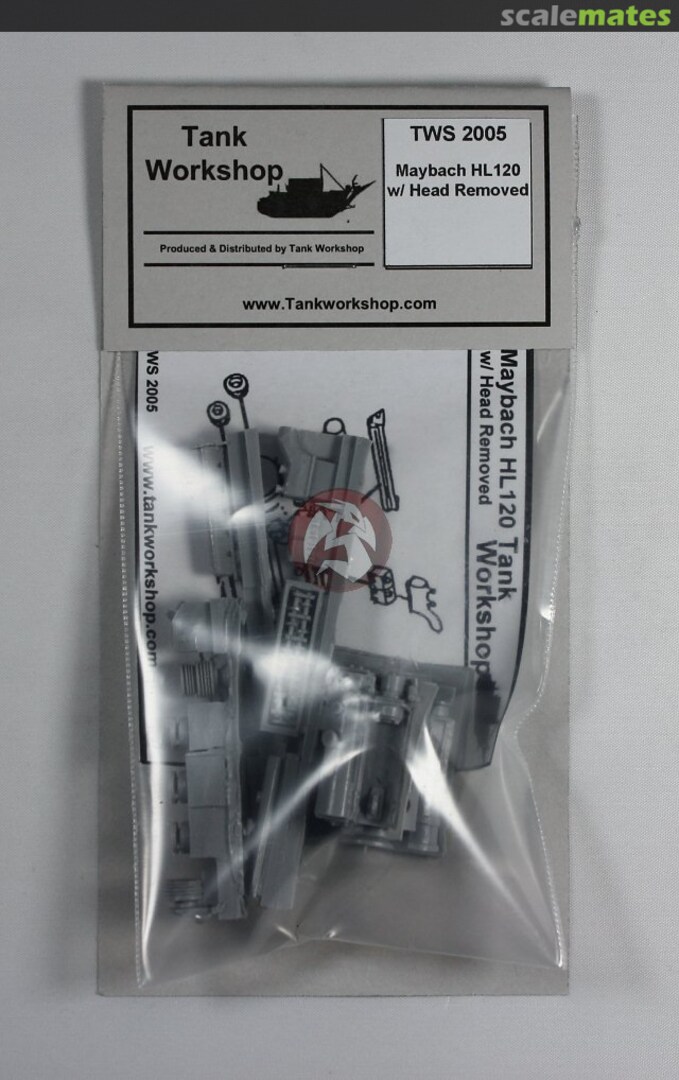 scalemates
Tank
Workshop
Produced & Distributed by Tank Workshop
TWS 2005
Maybach HL120
w/ Head Removed
www.Tankworkshop.com
TWS 2005
www.tankworkshop.com
Maybach HL120
w/ Head Removed
Tank
Workshop